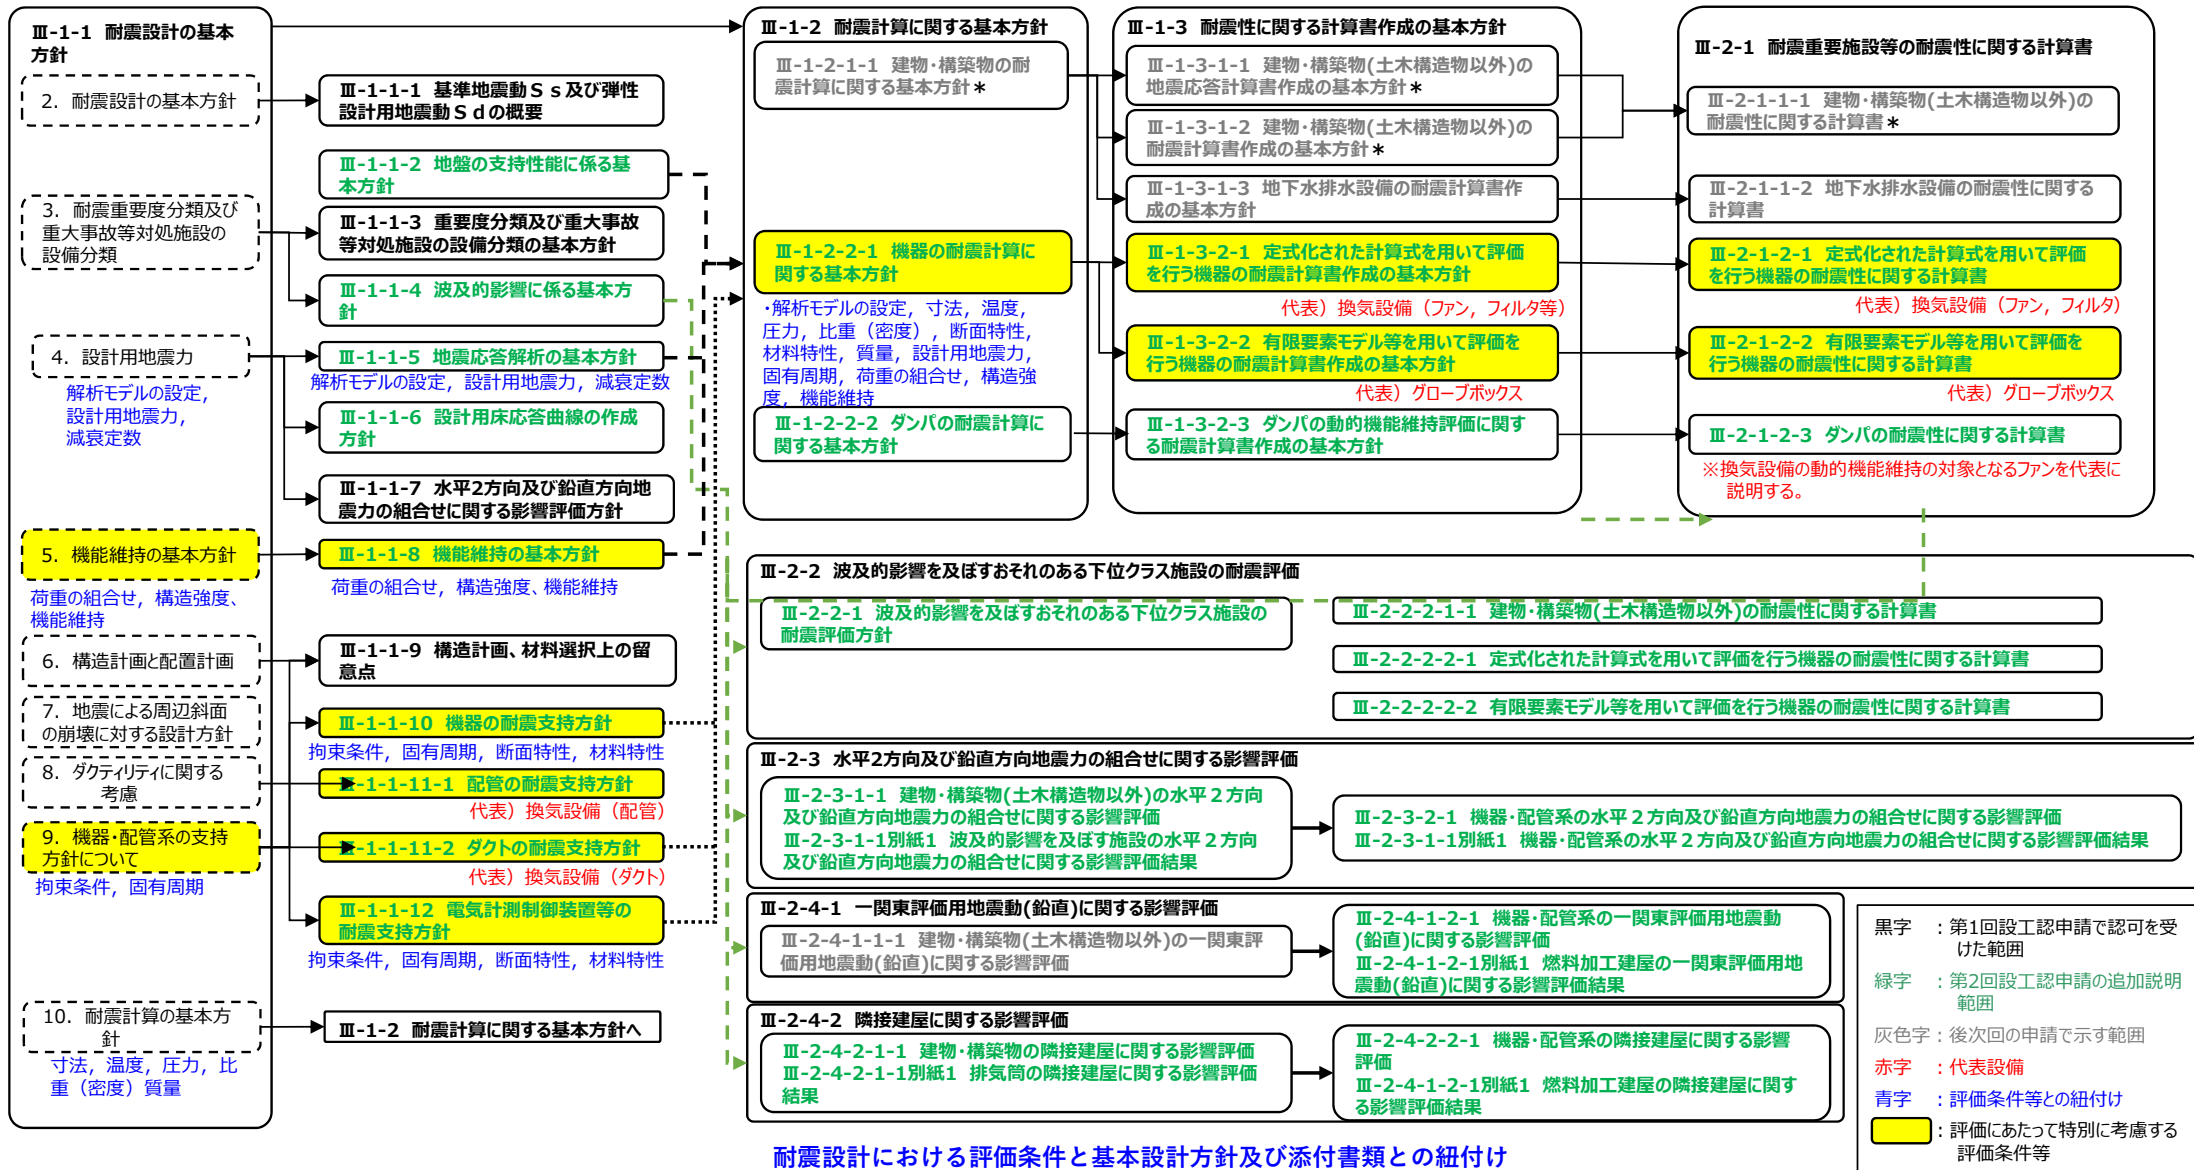 Ⅲ-1-1 耐震設計の基本
方針
2. 耐震設計の基本方針
3. 耐震重要度分類及び
重大事故等対処施設の
設備分類
4. 設計用地震力
解析モデルの設定，
設計用地震力，
減衰定数
5. 機能維持の基本方針
荷重の組合せ，構造強度、
機能維持
6. 構造計画と配置計画
7. 地震による周辺斜面
の崩壊に対する設計方針
8. ダクティリティに関する
考慮
9. 機器・配管系の支持
方針について
拘束条件，固有周期
10. 耐震計算の基本方
針
寸法，温度，圧力，比
重（密度）質量
Ⅲ-1-1-1 基準地震動Ｓｓ及び弾性
設計用地震動Ｓｄの概要
Ⅲ-1-1-2 地盤の支持性能に係る基
本方針
Ⅲ-1-1-3 重要度分類及び重大事故
等対処施設の設備分類の基本方針
Ⅲ-1-1-4 波及的影響に係る基本方
針
Ⅲ-1-1-5 地震応答解析の基本方針
解析モデルの設定，設計用地震力，減衰定数
Ⅲ-1-1-6 設計用床応答曲線の作成
方針
Ⅲ-1-1-7 水平2方向及び鉛直方向地
震力の組合せに関する影響評価方針
Ⅲ-1-1-8 機能維持の基本方針
荷重の組合せ，構造強度、機能維持
Ⅲ-1-1-9 構造計画、材料選択上の留
意点
Ⅲ-1-1-10 機器の耐震支持方針
拘束条件，固有周期，断面特性，材料特性
Ⅲ-1-1-11-1 配管の耐震支持方針
代表）換気設備（配管）
Ⅲ-1-1-11-2 ダクトの耐震支持方針
代表）換気設備（ダクト）
Ⅲ-1-1-12 電気計測制御装置等の
耐震支持方針
拘束条件，固有周期，断面特性，材料特性
Ⅲ-1-2 耐震計算に関する基本方針へ
Ⅲ-1-2 耐震計算に関する基本方針
Ⅲ-1-2-1-1 建物・構築物の耐
震計算に関する基本方針＊
Ⅲ-1-2-2-1 機器の耐震計算に
関する基本方針
・解析モデルの設定，寸法，温度，
圧力，比重（密度），断面特性，
材料特性，質量，設計用地震力，
固有周期，荷重の組合せ，構造強
度，機能維持
Ⅲ-1-2-2-2 ダンパの耐震計算に
関する基本方針
Ⅲ-1-3 耐震性に関する計算書作成の基本方針
Ⅲ-1-3-1-1 建物・構築物(土木構造物以外)の
地震応答計算書作成の基本方針＊
Ⅲ-1-3-1-2 建物・構築物(土木構造物以外)の
耐震計算書作成の基本方針＊
Ⅲ-1-3-1-3 地下水排水設備の耐震計算書作
成の基本方針
Ⅲ-1-3-2-1 定式化された計算式を用いて評価
を行う機器の耐震計算書作成の基本方針
代表）換気設備（ファン，フィルタ等）
Ⅲ-1-3-2-2 有限要素モデル等を用いて評価を
行う機器の耐震計算書作成の基本方針
代表）グローブボックス
Ⅲ-1-3-2-3 ダンパの動的機能維持評価に関す
る耐震計算書作成の基本方針
Ⅲ-2-1 耐震重要施設等の耐震性に関する計算書
Ⅲ-2-1-1-1 建物・構築物(土木構造物以外)の
耐震性に関する計算書＊
Ⅲ-2-1-1-2 地下水排水設備の耐震性に関する
計算書
Ⅲ-2-1-2-1 定式化された計算式を用いて評価
を行う機器の耐震性に関する計算書
代表）換気設備（ファン，フィルタ）
Ⅲ-2-1-2-2 有限要素モデル等を用いて評価を
行う機器の耐震性に関する計算書
代表）グローブボックス
Ⅲ-2-1-2-3 ダンパの耐震性に関する計算書
※換気設備の動的機能維持の対象となるファンを代表に
説明する。
Ⅲ-2-2 波及的影響を及ぼすおそれのある下位クラス施設の耐震評価
Ⅲ-2-2-1 波及的影響を及ぼすおそれのある下位クラス施設の
耐震評価方針
Ⅲ-2-2-2-1-1 建物・構築物(土木構造物以外)の耐震性に関する計算書
Ⅲ-2-2-2-2-1 定式化された計算式を用いて評価を行う機器の耐震性に関する計算書
Ⅲ-2-2-2-2-2 有限要素モデル等を用いて評価を行う機器の耐震性に関する計算書
Ⅲ-2-3 水平2方向及び鉛直方向地震力の組合せに関する影響評価
Ⅲ-2-3-1-1 建物・構築物(土木構造物以外)の水平２方向
及び鉛直方向地震力の組合せに関する影響評価
Ⅲ-2-3-1-1別紙1 波及的影響を及ぼす施設の水平２方向
及び鉛直方向地震力の組合せに関する影響評価結果
Ⅲ-2-3-2-1 機器・配管系の水平２方向及び鉛直方向地震力の組合せに関する影響評価
Ⅲ-2-3-1-1別紙1 機器・配管系の水平２方向及び鉛直方向地震力の組合せに関する影響評価結果
Ⅲ-2-4-1 一関東評価用地震動(鉛直)に関する影響評価
Ⅲ-2-4-1-1-1 建物・構築物(土木構造物以外)の一関東評
価用地震動(鉛直)に関する影響評価
Ⅲ-2-4-1-2-1 機器・配管系の一関東評価用地震動
(鉛直)に関する影響評価
Ⅲ-2-4-1-2-1別紙1 燃料加工建屋の一関東評価用地
震動(鉛直)に関する影響評価結果
Ⅲ-2-4-2 隣接建屋に関する影響評価
Ⅲ-2-4-2-1-1 建物・構築物の隣接建屋に関する影響評価
Ⅲ-2-4-2-1-1別紙1 排気筒の隣接建屋に関する影響評価
結果
Ⅲ-2-4-2-2-1 機器・配管系の隣接建屋に関する影響
評価
Ⅲ-2-4-1-2-1別紙1 燃料加工建屋の隣接建屋に関す
る影響評価結果
黒字 ：第1回設工認申請で認可を受
けた範囲
緑字 ：第2回設工認申請の追加説明
範囲
灰色字：後次回の申請で示す範囲
赤字 ：代表設備
青字 ：評価条件等との紐付け
：評価にあたって特別に考慮する
評価条件等
耐震設計における評価条件と基本設計方針及び添付書類との紐付け